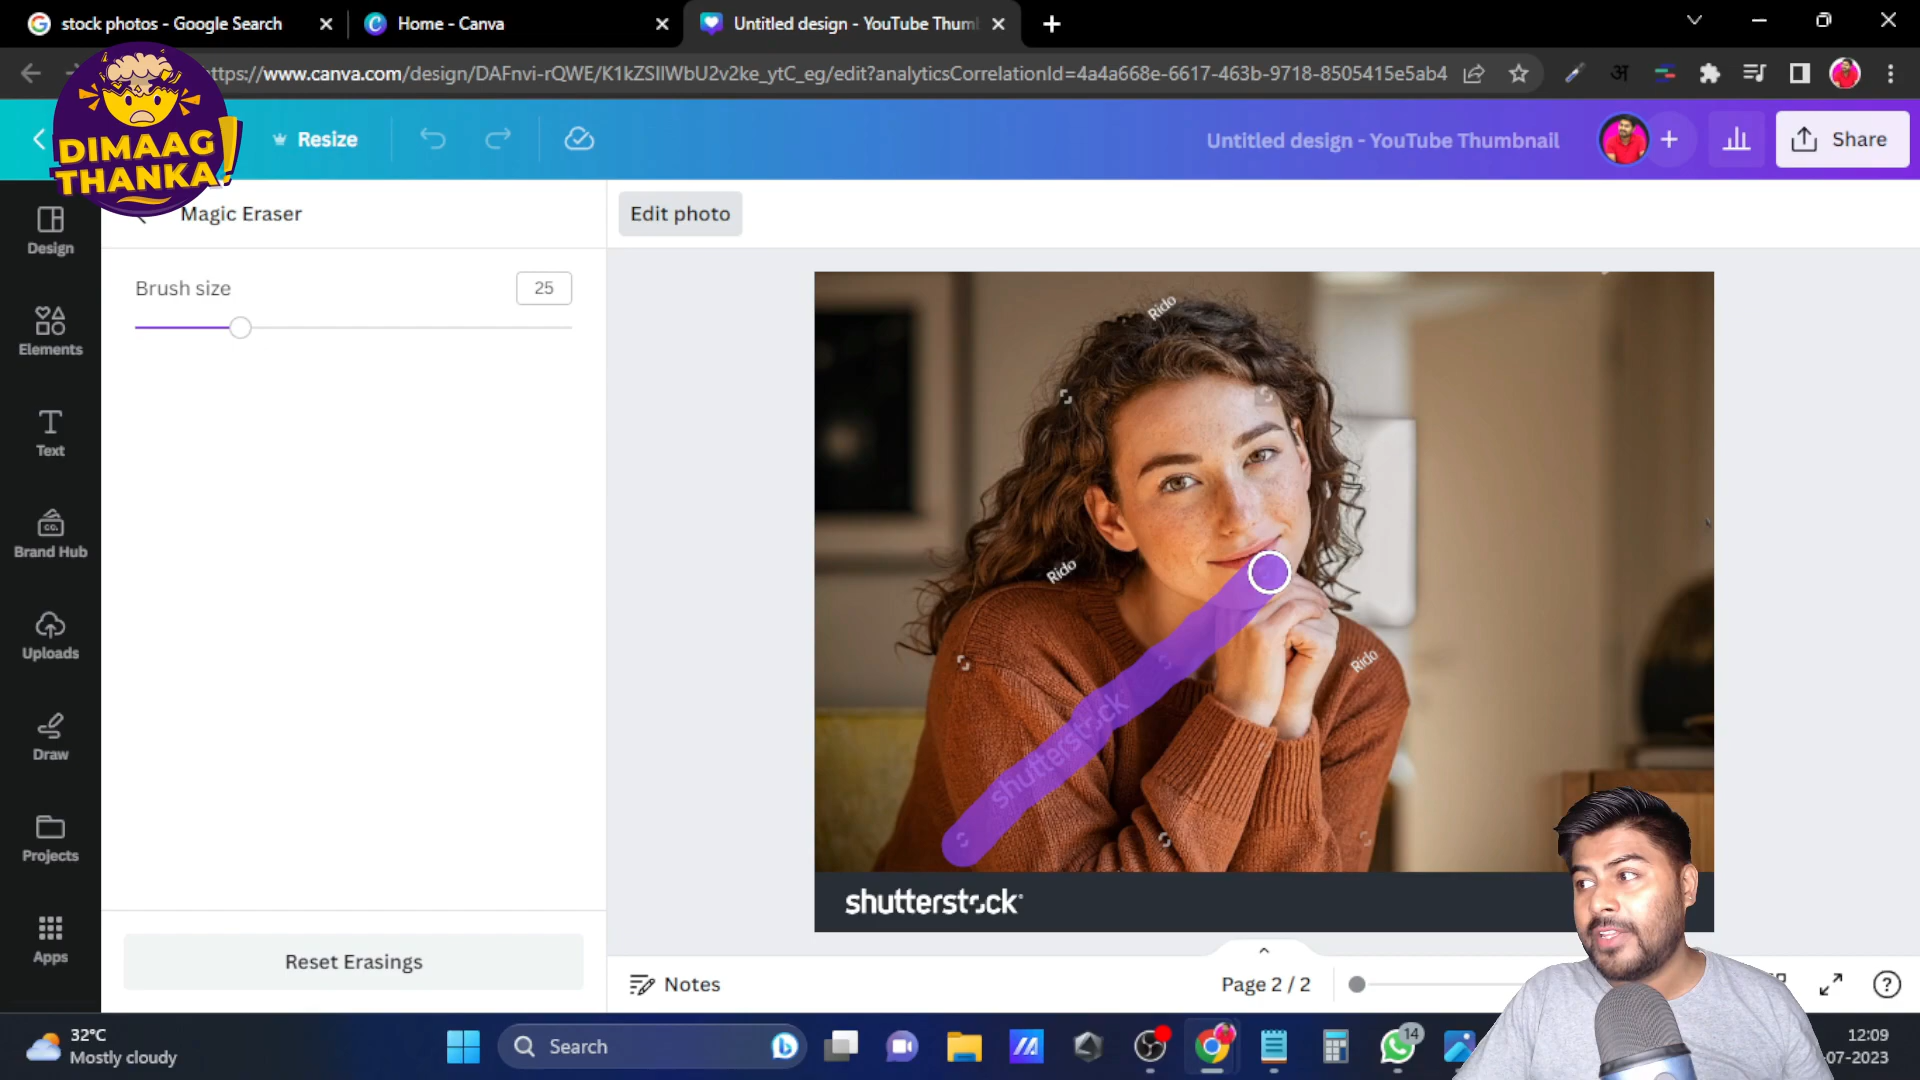 stock photos - Google Search
Home - Canva
Untitled design - YouTube Thum
ttps://www.canva.com/design/DAFnvi-rQWE/K1kZSIlWbU2v2ke_ytC_eg/edit?analyticsCorrelationId=4a4a668e-6617-463b-9718-8505415e5ab4
अ
DIMAAG
THANKA!
Resize
Untitled design - YouTube Thumbnail
Share
Magic Eraser
Edit photo
Design
Brush size
25
Elements
Text
Brand Hub
Uploads
Draw
Projects
Apps
Rido
Rido
Rido
shutterstock
shutterstock
Reset Erasings
Notes
Page 2 / 2
32°C
Mostly cloudy
Search
14
12:09
-07-2023